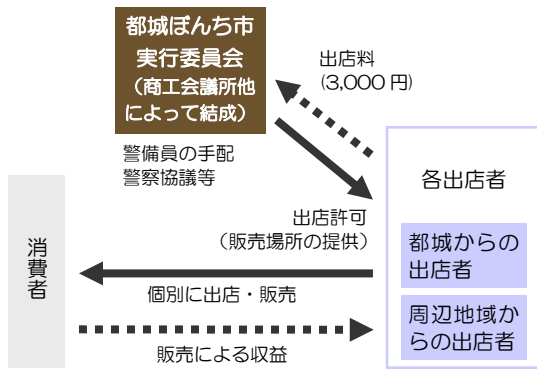 都城ぼんち市
実行委員会
（商工会議所他
によって結成）
出店料
(3,000 円)
警備員の手配
警察協議等
各出店者
出店許可
（販売場所の提供）
都城からの
出店者
消費者
個別に出店・販売
周辺地域か
らの出店者
販売による収益